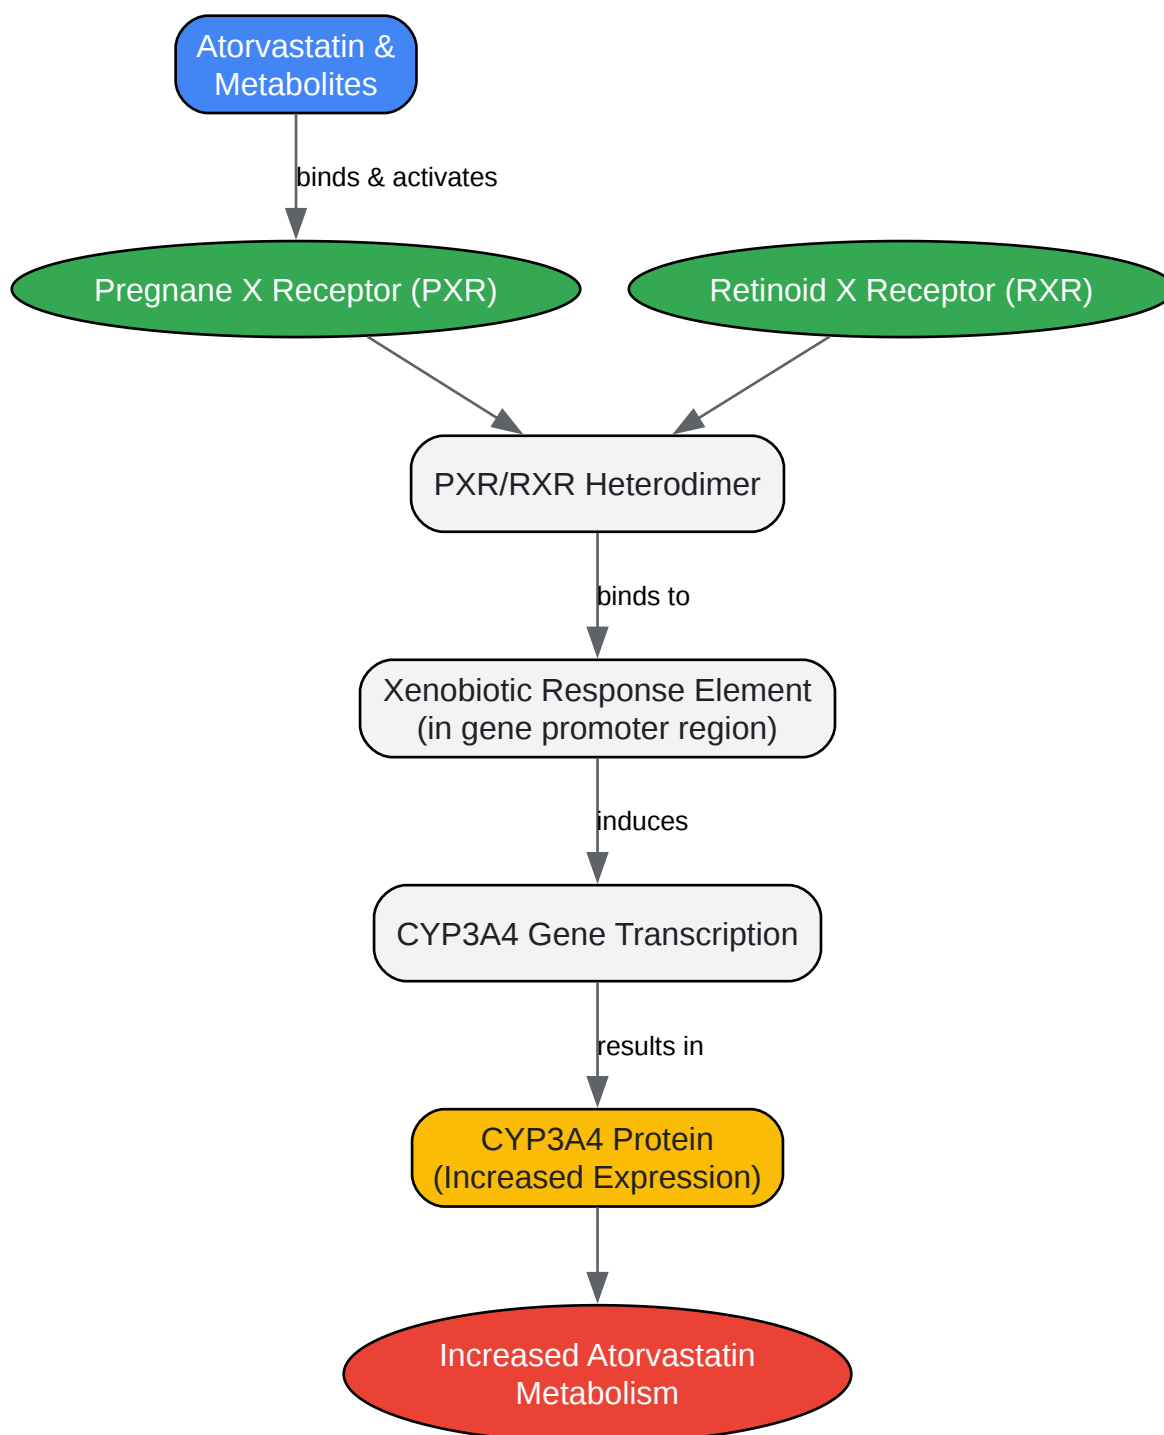 Atorvastatin &
Metabolites
binds & activates
Pregnane X Receptor (PXR)
Retinoid X Receptor (RXR)
PXR/RXR Heterodimer
binds to
Xenobiotic Response Element
(in gene promoter region)
induces
CYP3A4 Gene Transcription
results in
CYP3A4 Protein
(Increased Expression)
Increased Atorvastatin
Metabolism